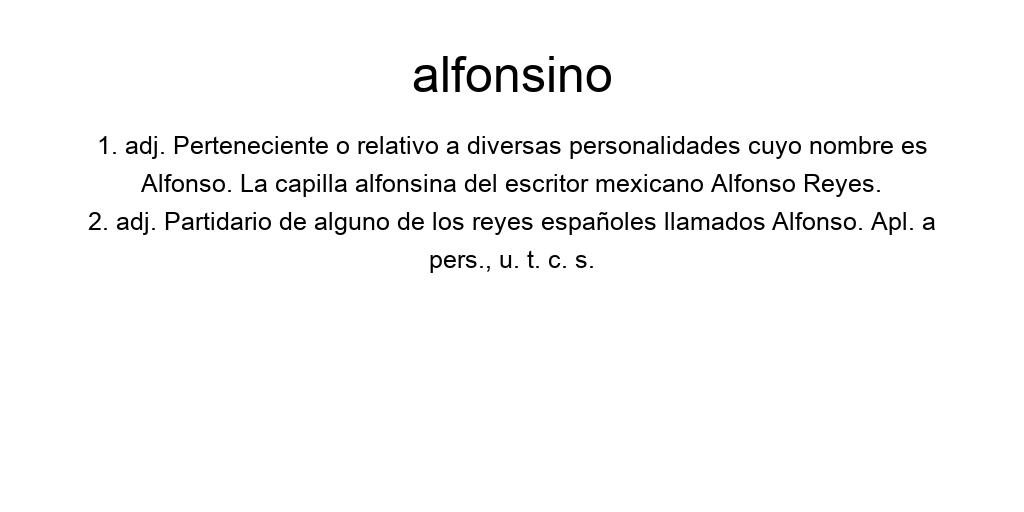 alfonsino
1. adj. Perteneciente o relativo a diversas personalidades cuyo nombre es
Alfonso. La capilla alfonsina del escritor mexicano Alfonso Reyes.
2. adj. Partidario de alguno de los reyes españoles llamados Alfonso. Apl. a
pers., u. t. c. s.